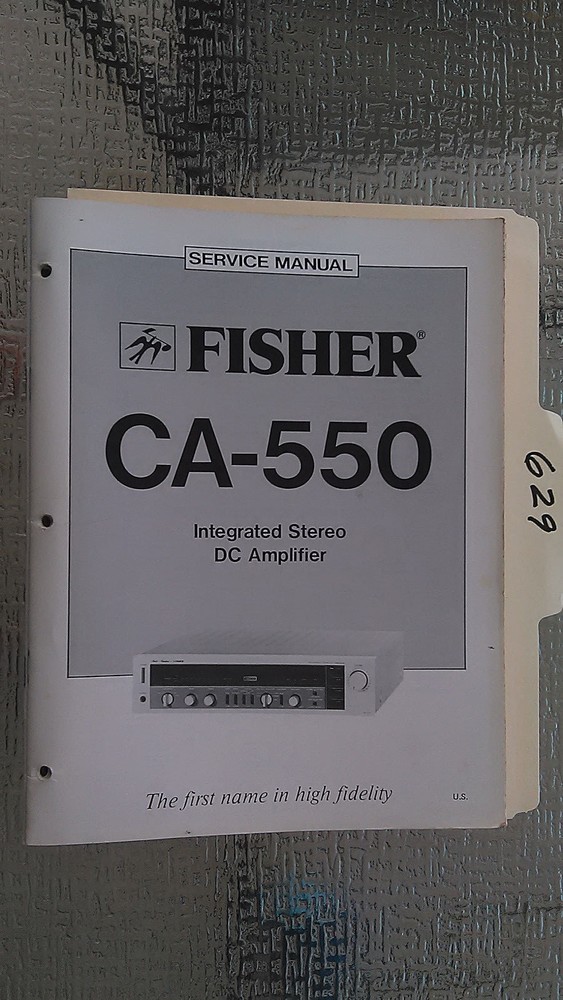 SERVICE MANUAL
FISHER®
CA-550
Integrated Stereo
DC Amplifier
The first name in high fidelity
U.S.
629